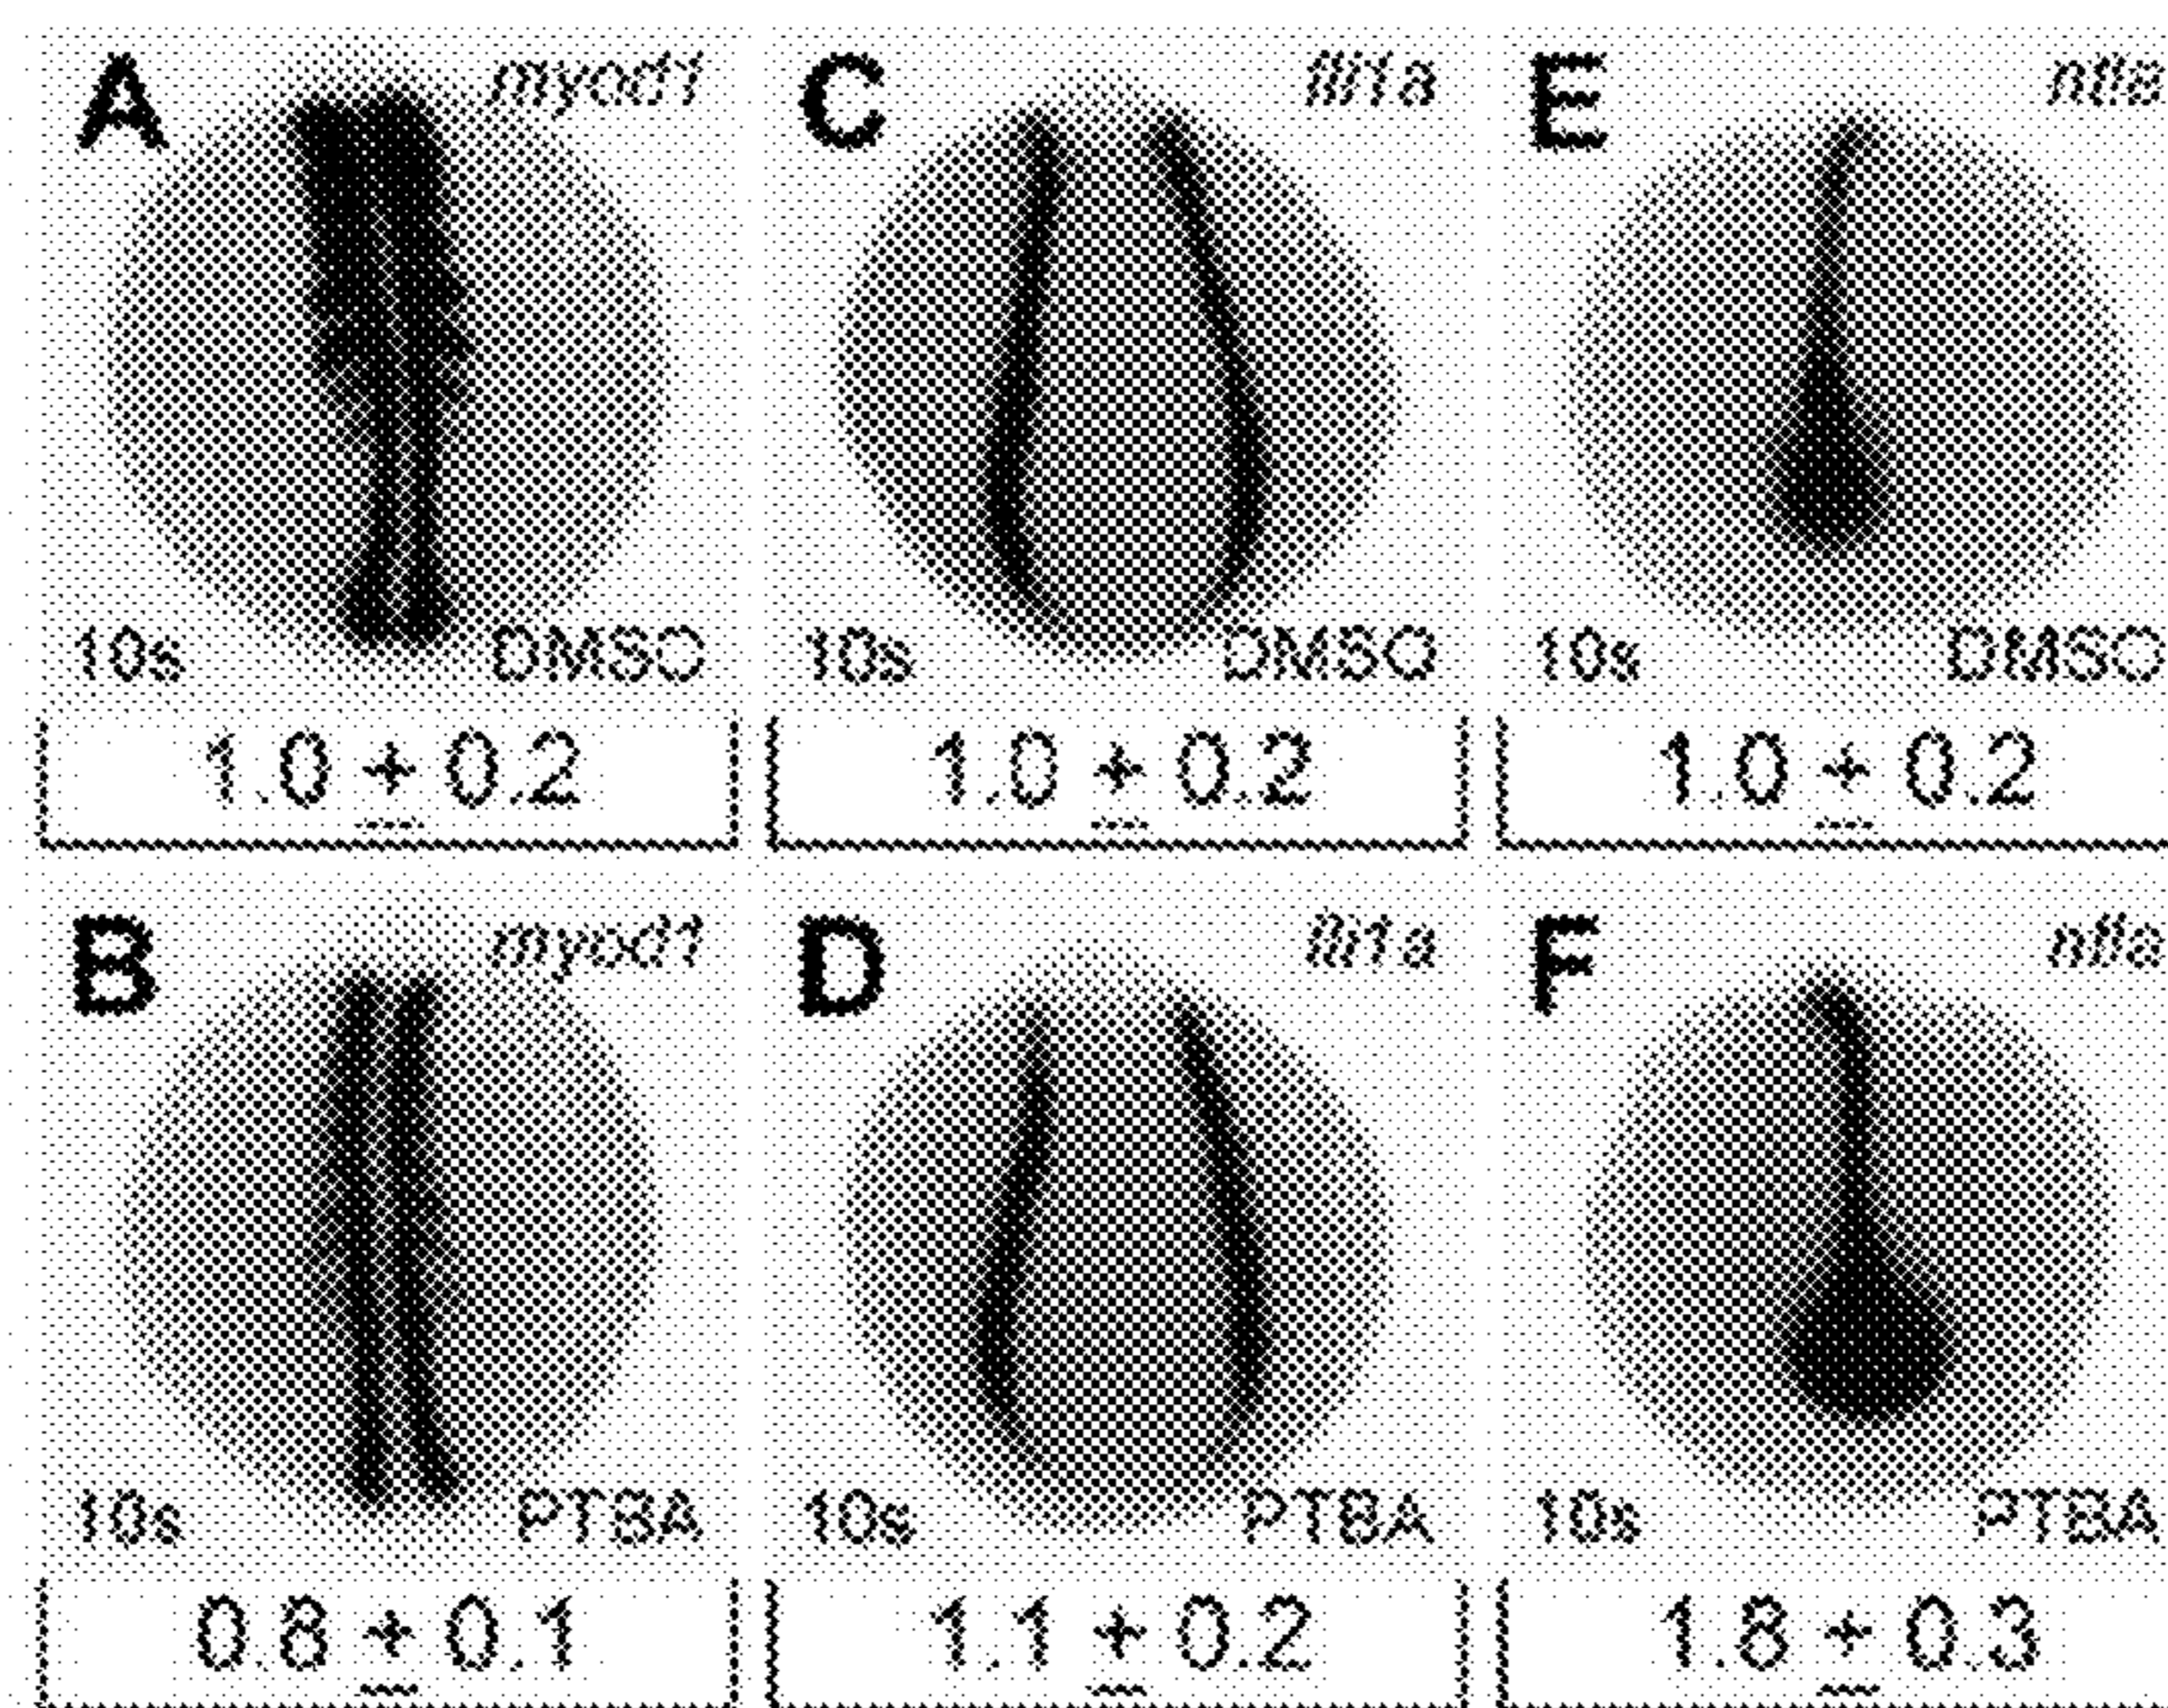 A myod1
10s DMSO
1.0 ± 0.2
C fli1a
10s DMSO
1.0 ± 0.2
E ntla
10s DMSO
1.0 ± 0.2
B myod1
10s PTBA
0.8 ± 0.1
D fli1a
10s PTBA
1.1 ± 0.2
F ntla
10s PTBA
1.8 ± 0.3